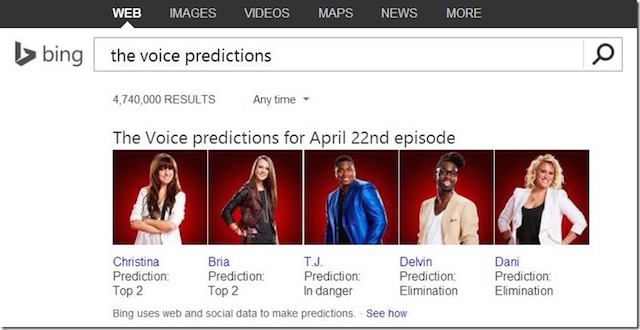 WEB IMAGES VIDEOS MAPS NEWS MORE
bing the voice predictions
4,740,000 RESULTS Any time
The Voice predictions for April 22nd episode
Christina Bria T.J. Delvin Dani
Prediction: Prediction: Prediction: Prediction: Prediction:
Top 2 Top 2 In danger Elimination Elimination
Bing uses web and social data to make predictions. · See how